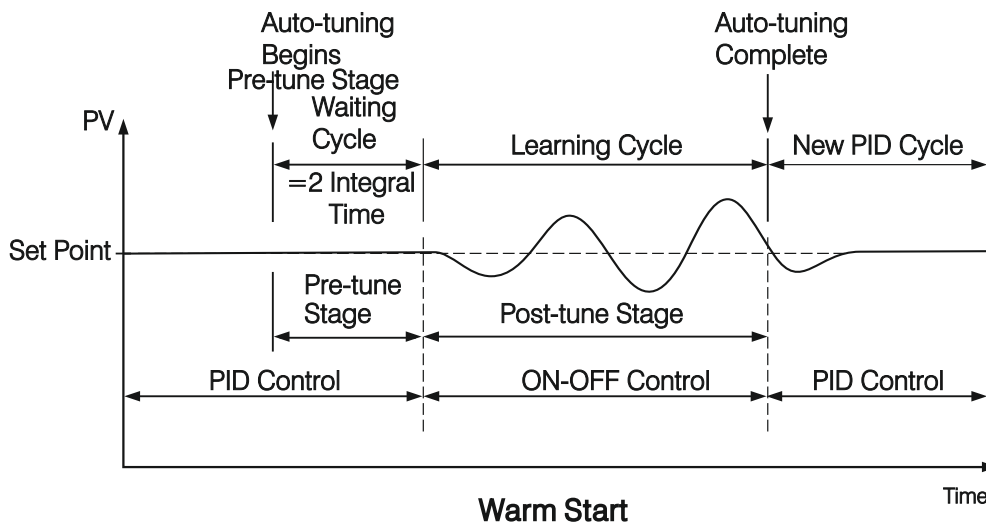 Auto-tuning
Begins
Pre-tune Stage
Waiting
Cycle
=2 Integral
Time
Auto-tuning
Complete
PV
Learning Cycle
New PID Cycle
Set Point
Pre-tune
Stage
Post-tune Stage
PID Control
ON-OFF Control
PID Control
Time
Warm Start